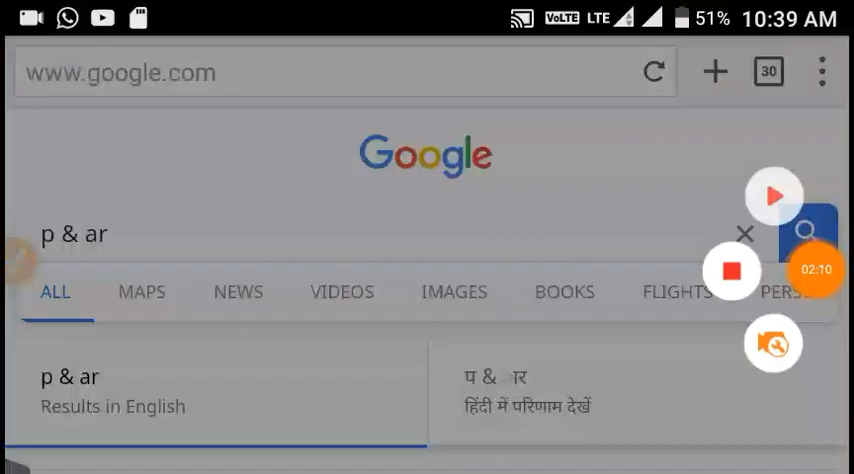 VoLTE LTE 51% 10:39 AM
www.google.com 30
Google
p & ar
02:10
ALL MAPS NEWS VIDEOS IMAGES BOOKS FLIGHTS
p & ar प & ार
Results in English हिंदी में परिणाम देखें